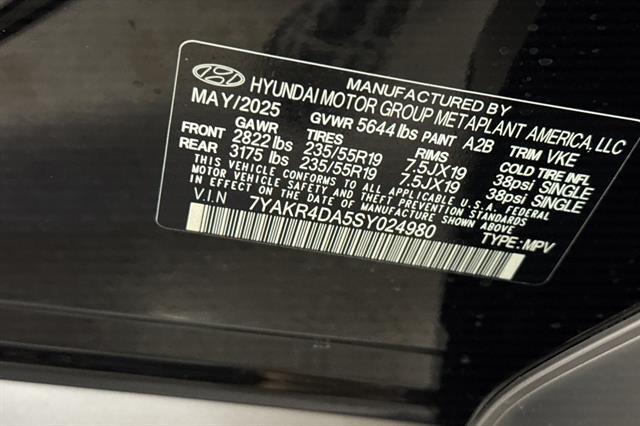 MANUFACTURED BY
HYUNDAI MOTOR GROUP METAPLANT AMERICA, LLC
MAY/2025 GVWR 5644 lbs PAINT A2B TRIM VKE
GAWR TIRES RIMS COLD TIRE INFL
FRONT 2822 lbs 235/55R19 7.5JX19 38psi SINGLE
REAR 3175 lbs 235/55R19 7.5JX19 38psi SINGLE
THIS VEHICLE CONFORMS TO ALL APPLICABLE FEDERAL
MOTOR VEHICLE SAFETY AND THEFT PREVENTION STANDARDS
IN EFFECT ON THE DATE OF MANUFACTURE SHOWN ABOVE
V.I.N 7YAKR4DA5SY024980 TYPE: MPV